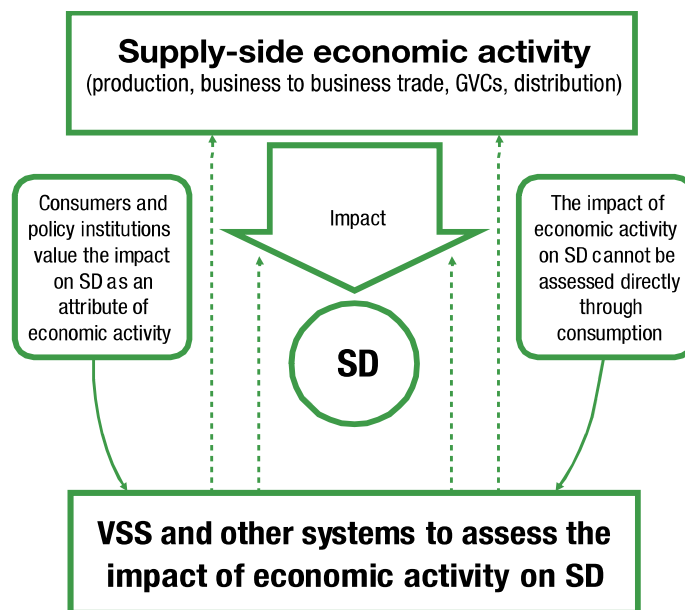 Supply-side economic activity
(production, business to business trade, GVCs, distribution)
Consumers and
policy institutions
value the impact
on SD as an
attribute of
economic activity
Impact
The impact of
economic activity
on SD cannot be
assessed directly
through
consumption
SD
VSS and other systems to assess the
impact of economic activity on SD